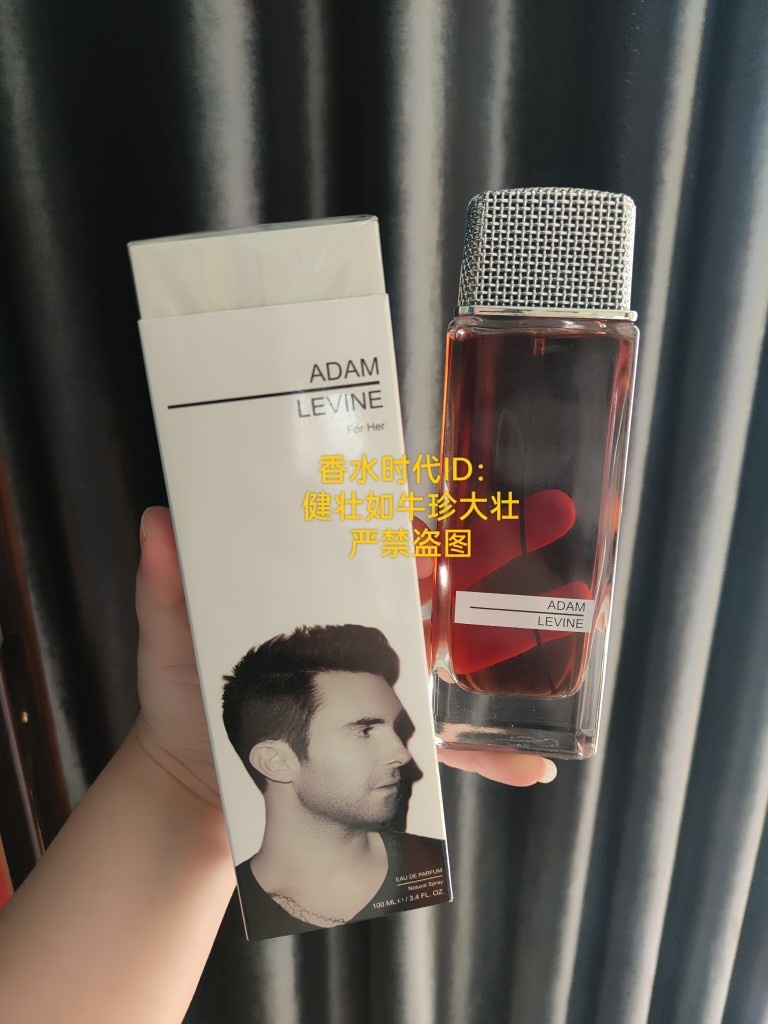 ADAM
LEVINE
For Her
香水时代ID：
健壮如牛珍大壮
严禁盗图
ADAM
LEVINE
EAU DE PARFUM
Natural Spray
100 ML ℮ / 3.4 FL. OZ.